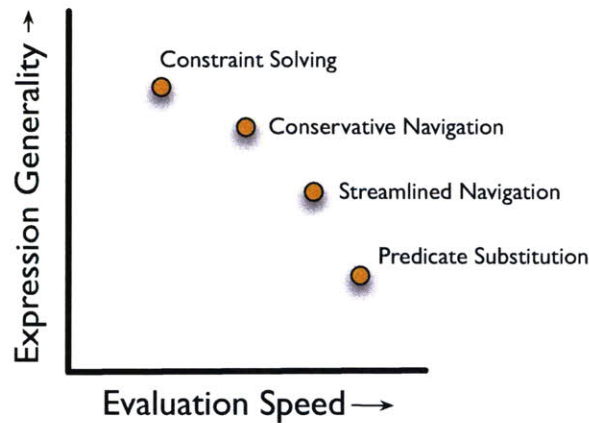 Expression Generality →
Constraint Solving
Conservative Navigation
Streamlined Navigation
Predicate Substitution
Evaluation Speed →